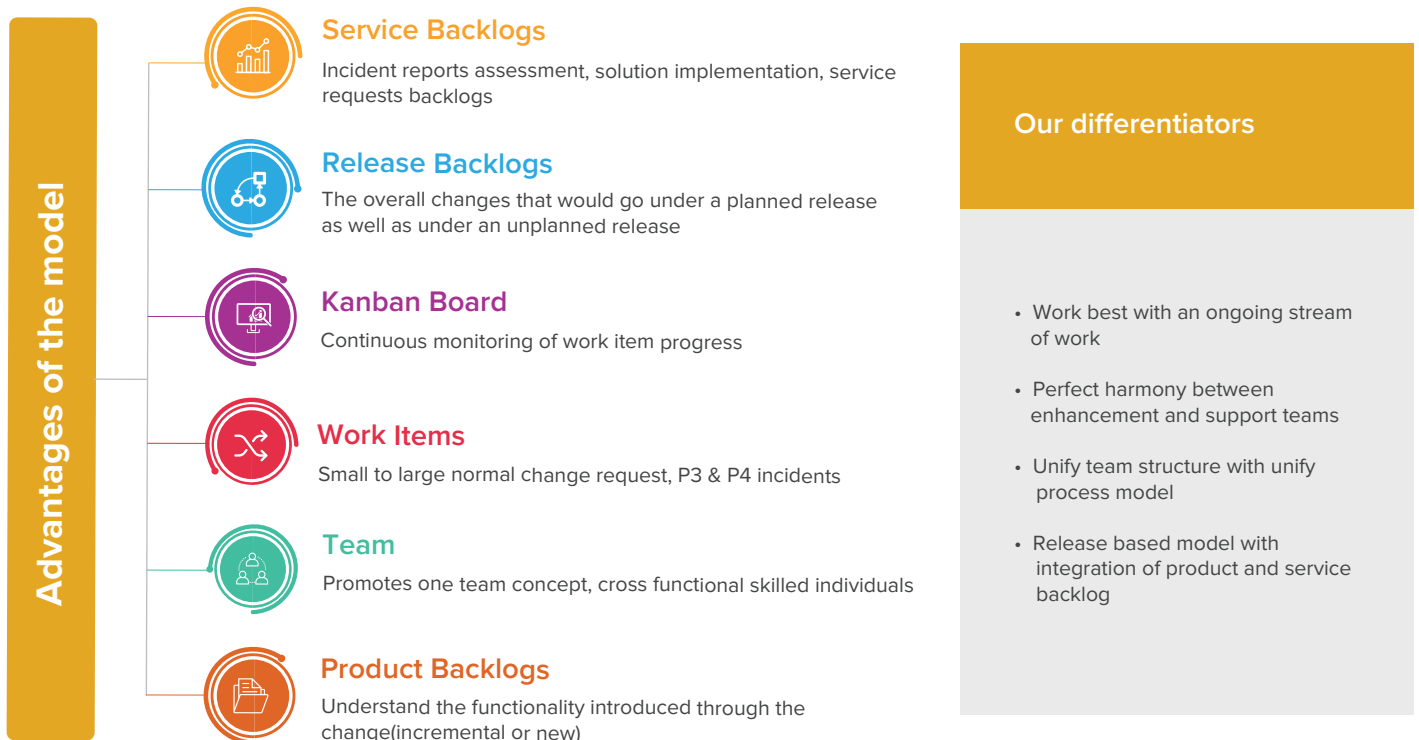 Advantages of the model
Service Backlogs
Incident reports assessment, solution implementation, service
requests backlogs
Release Backlogs
The overall changes that would go under a planned release
as well as under an unplanned release
Kanban Board
Continuous monitoring of work item progress
Work Items
Small to large normal change request, P3 & P4 incidents
Team
Promotes one team concept, cross functional skilled individuals
Product Backlogs
Understand the functionality introduced through the
change(incremental or new)
Our differentiators
• Work best with an ongoing stream
of work
• Perfect harmony between
enhancement and support teams
• Unify team structure with unify
process model
• Release based model with
integration of product and service
backlog